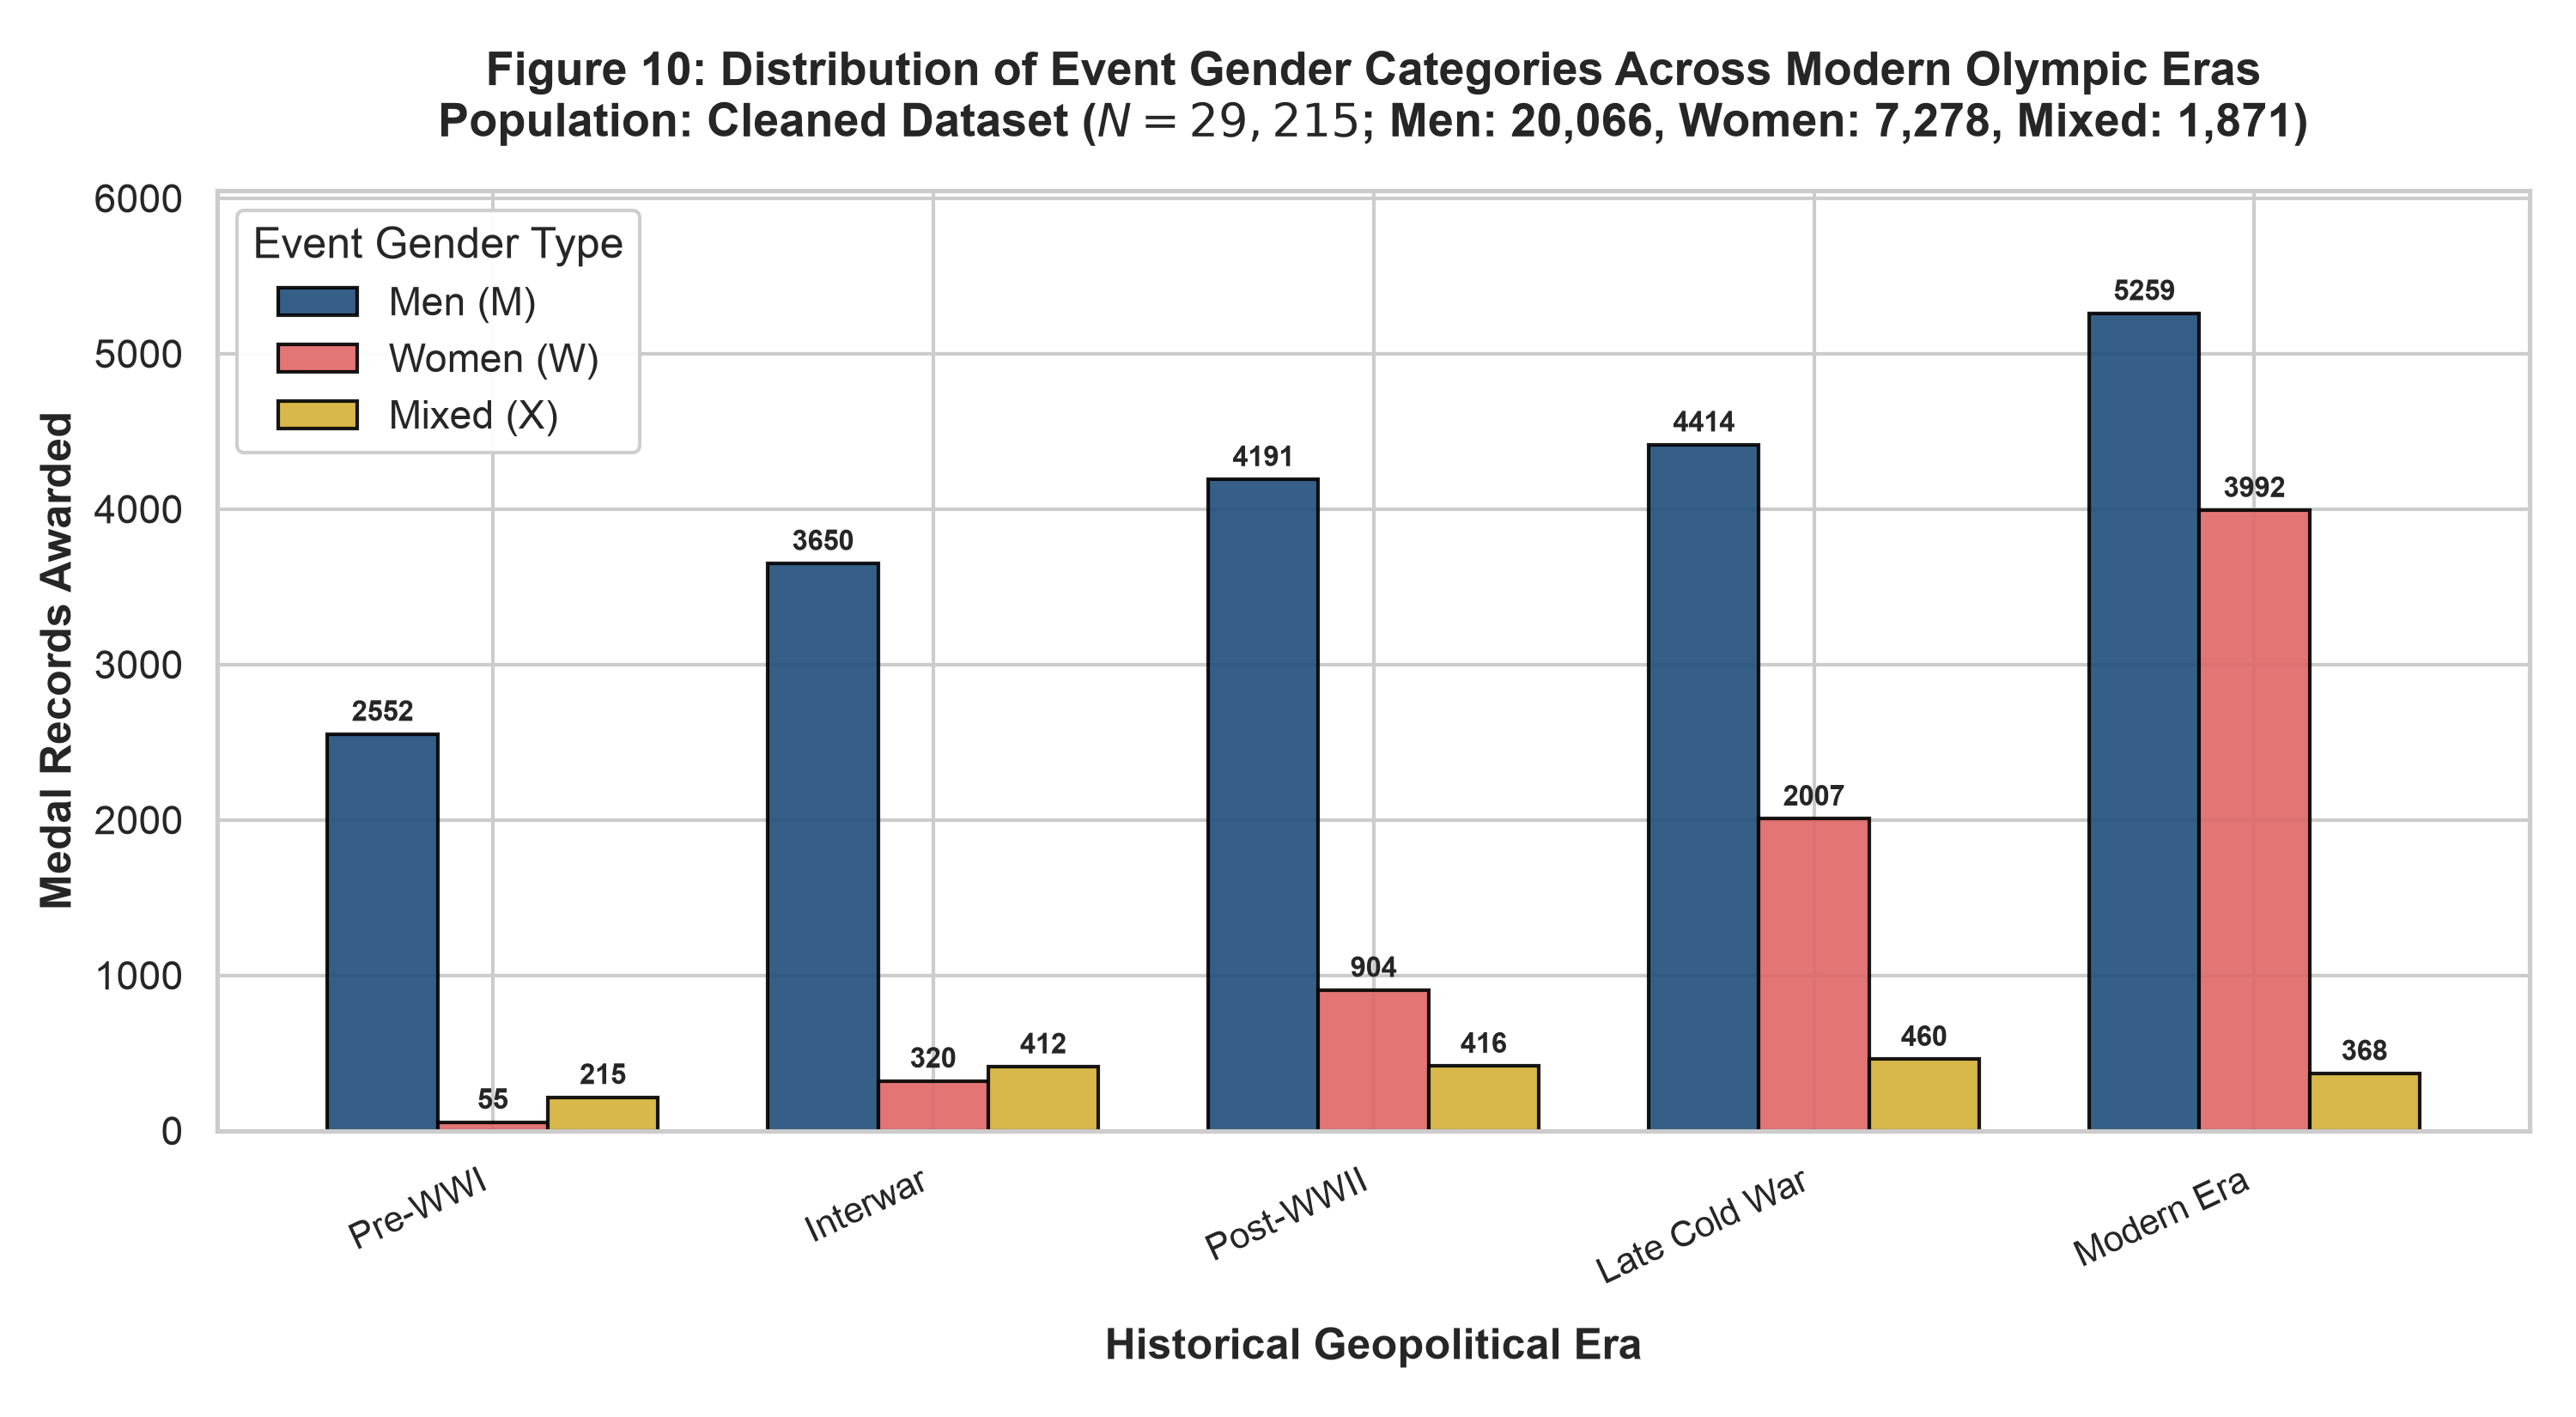 Figure 10: Distribution of Event Gender Categories Across Modern Olympic Eras
Population: Cleaned Dataset (N = 29, 215; Men: 20,066, Women: 7,278, Mixed: 1,871)
Medal Records Awarded
6000
5000
4000
3000
2000
1000
0
Event Gender Type
Men (M)
Women (W)
Mixed (X)
2552
55
215
3650
320
412
4191
904
416
4414
2007
460
5259
3992
368
Pre-WWI
Interwar
Post-WWII
Late Cold War
Modern Era
Historical Geopolitical Era